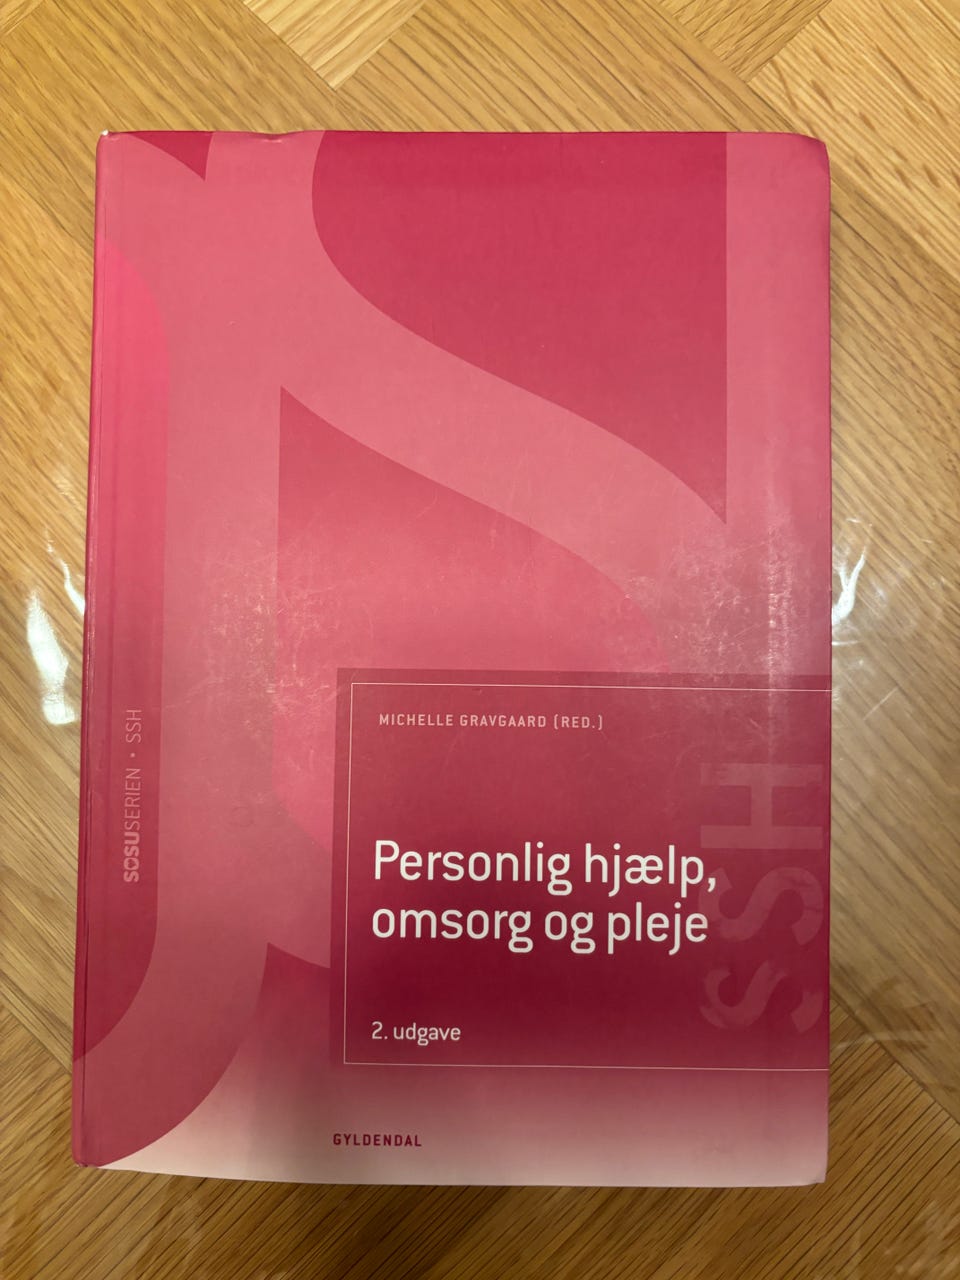 MICHELLE GRAVGAARD (RED.)
Personlig hjælp,
omsorg og pleje
2. udgave
GYLDENDAL
SOSUSERIEN • SSH
SSH